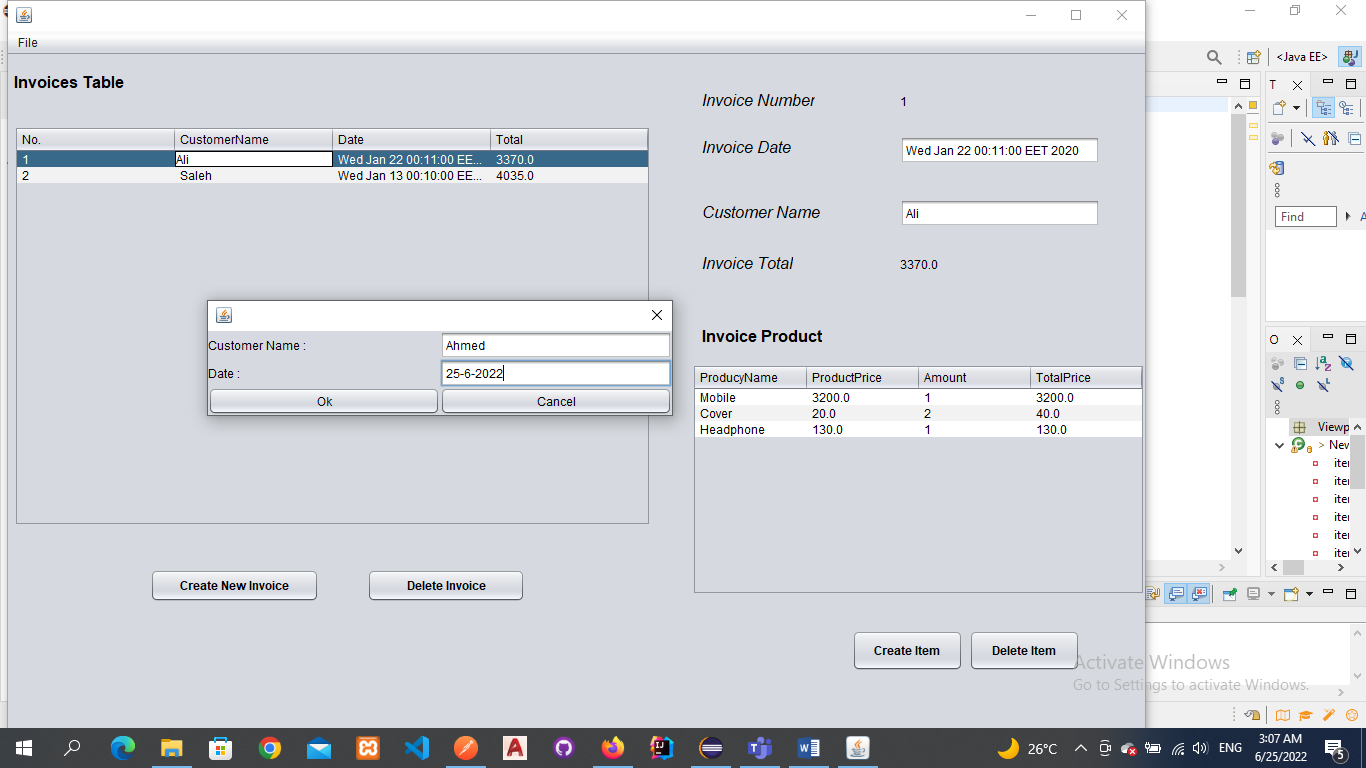 File
<Java EE>
Invoices Table
T
Invoice Number 1
No. CustomerName Date Total
Invoice Date Wed Jan 22 00:11:00 EET 2020
1 Ali Wed Jan 22 00:11:00 EE... 3370.0
2 Saleh Wed Jan 13 00:10:00 EE... 4035.0
Customer Name Ali
Find
Invoice Total 3370.0
Invoice Product
O
Customer Name : Ahmed
Date : 25-6-2022
Ok Cancel
ProducyName ProductPrice Amount TotalPrice
Mobile 3200.0 1 3200.0
Cover 20.0 2 40.0
Headphone 130.0 1 130.0
Viewp
> New
iter
iter
iter
iter
iter
iter
Create New Invoice Delete Invoice
Create Item Delete Item
Activate Windows
Go to Settings to activate Windows.
26°C ENG 3:07 AM
6/25/2022
5